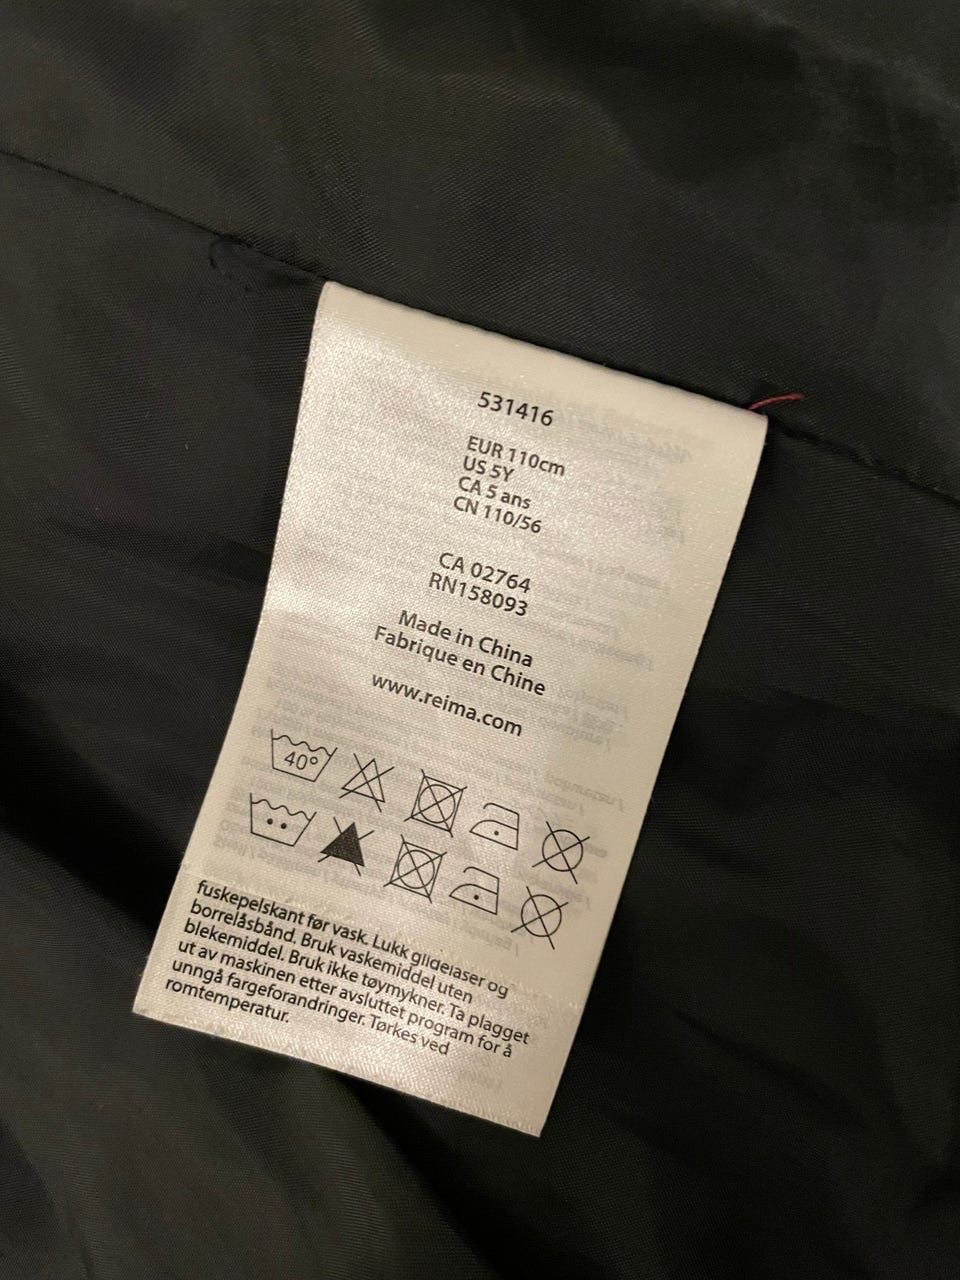 531416
EUR 110cm
US 5Y
CA 5 ans
CN 110/56
CA 02764
RN158093
Made in China
Fabrique en Chine
www.reima.com
40°
fuskepelskant før vask. Lukk glidelåser og
borrelåsbånd. Bruk vaskemiddel uten
blekemiddel. Bruk ikke tøymykner. Ta plagget
ut av maskinen etter avsluttet program for å
unngå fargeforandringer. Tørkes ved
romtemperatur.